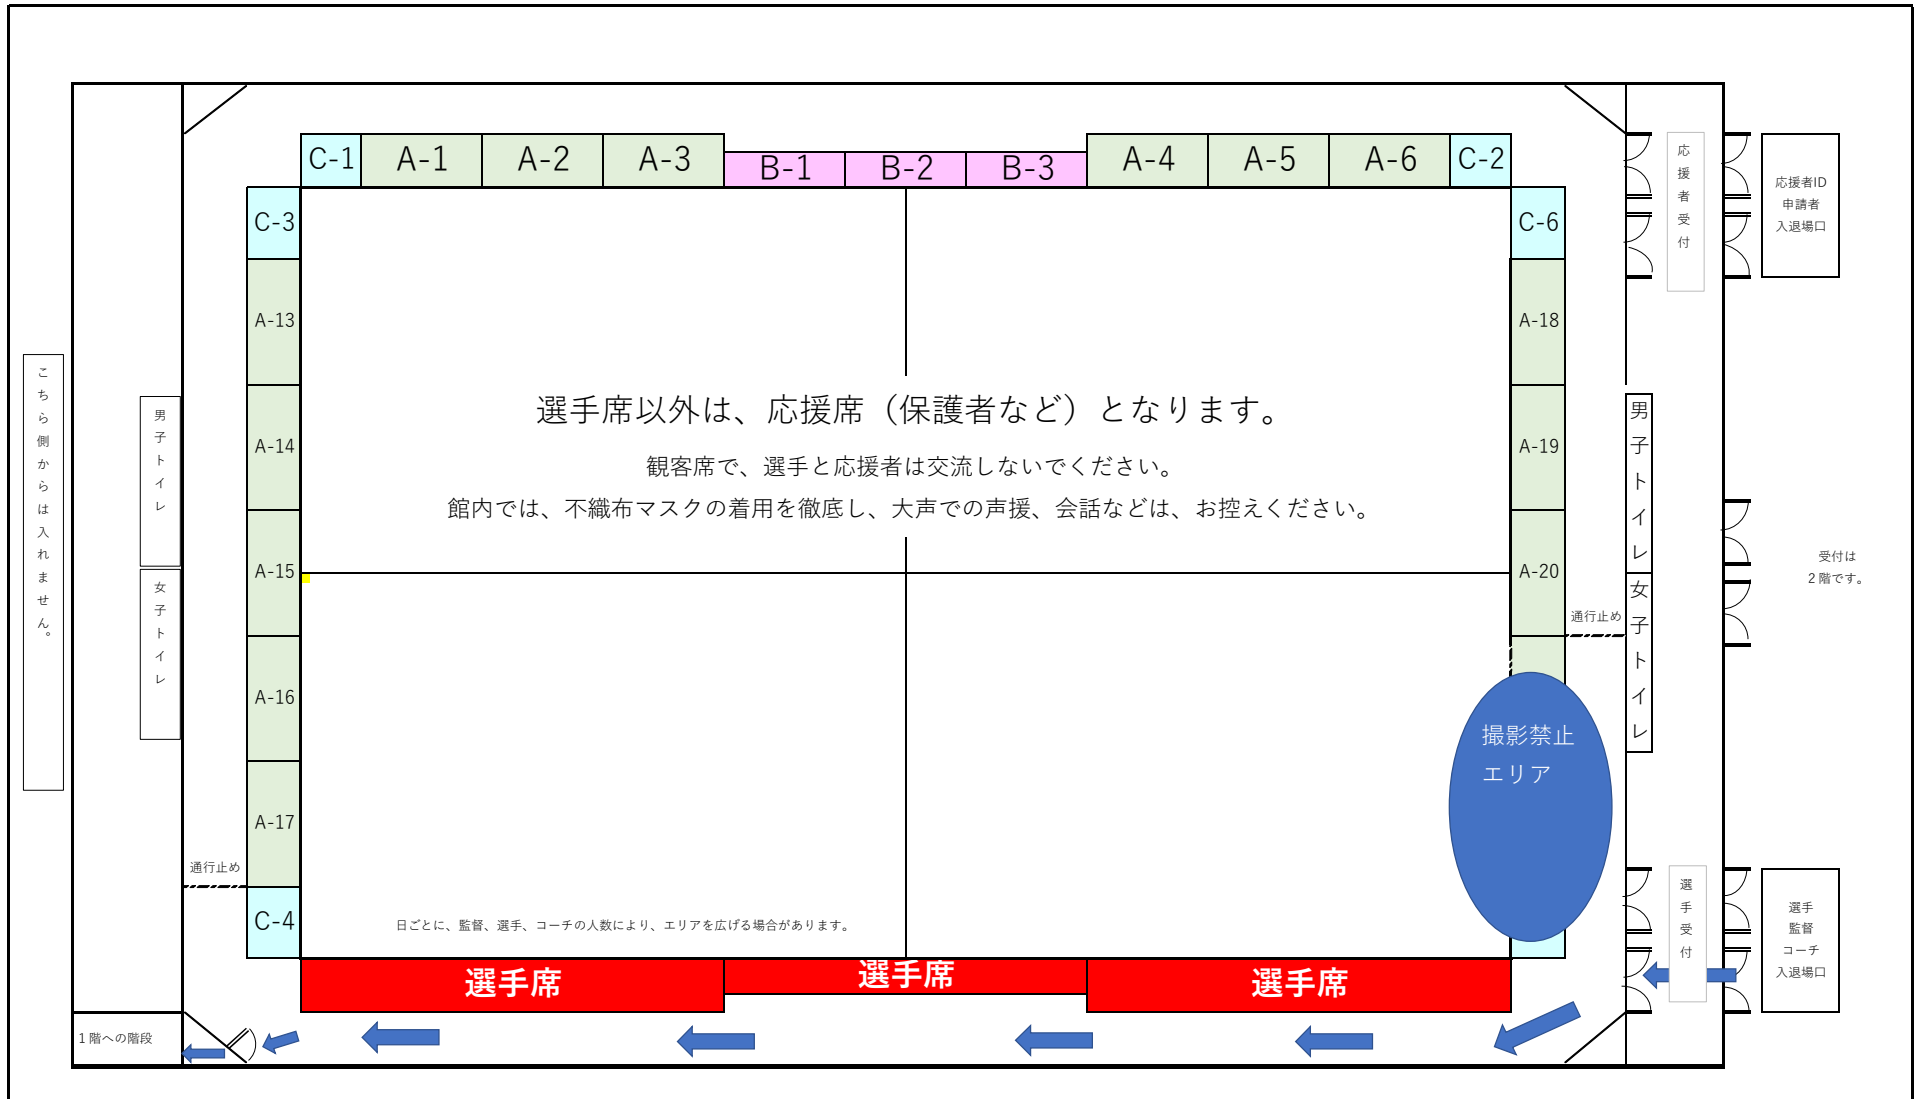 C-1
A-1
A-2
A-3
B-1
B-2
B-3
A-4
A-5
A-6
C-2
C-3
C-6
応援者受付
応援者ID
申請者
入退場口
A-13
A-18
こちら側からは入れません。
男子トイレ
A-14
選手席以外は、応援席（保護者など）となります。
A-19
男子トイレ
観客席で、選手と応援者は交流しないでください。
館内では、不織布マスクの着用を徹底し、大声での声援、会話などは、お控えください。
A-15
A-20
受付は
２階です。
女子トイレ
女子トイレ
通行止め
A-16
撮影禁止
エリア
A-17
通行止め
C-4
日ごとに、監督、選手、コーチの人数により、エリアを広げる場合があります。
選手受付
選手
監督
コーチ
入退場口
選手席
選手席
選手席
１階への階段